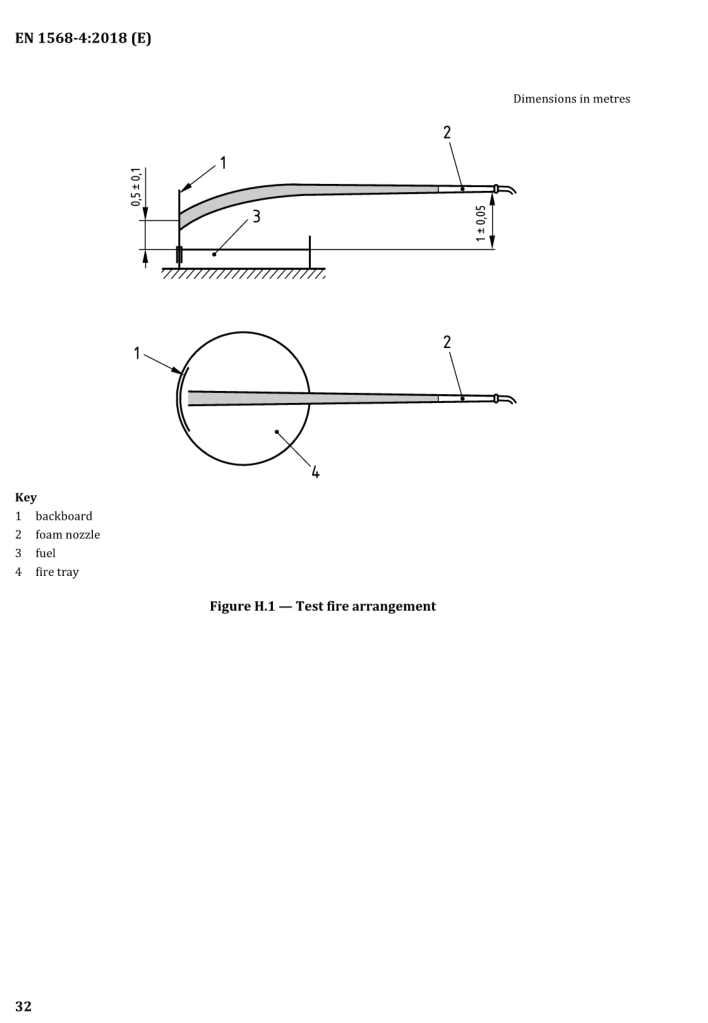 EN 1568-4:2018 (E)
Dimensions in metres
2
1
0,5 ± 0,1
3
1 ± 0,05
1
2
4
Key
1 backboard
2 foam nozzle
3 fuel
4 fire tray
Figure H.1 — Test fire arrangement
32